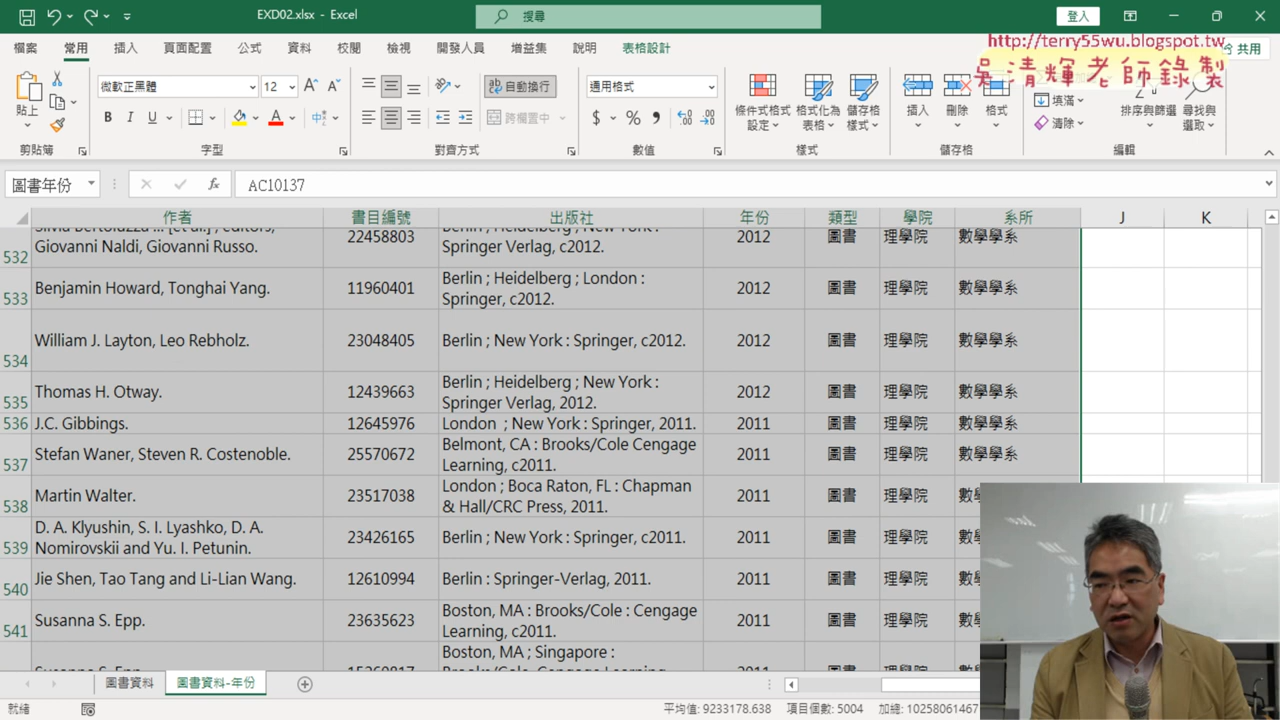 EXD02.xlsx - Excel
搜尋
登入
檔案 常用 插入 頁面配置 公式 資料 校閱 檢視 開發人員 增益集 說明 表格設計
共用
http://terry55wu.blogspot.tw
吳清輝老師錄製
貼上
微軟正黑體 12
自動換行
跨欄置中
通用格式
條件式格式設定
格式化為表格
儲存格樣式
插入 刪除 格式
填滿
清除
排序與篩選
尋找與選取
剪貼簿 字型 對齊方式 數值 樣式 儲存格 編輯
圖書年份 fx AC10137
作者 書目編號 出版社 年份 類型 學院 系所 J K
532 Giovanni Naldi, Giovanni Russo. 22458803 Springer Verlag, c2012. 2012 圖書 理學院 數學學系
533 Benjamin Howard, Tonghai Yang. 11960401 Berlin ; Heidelberg ; London : Springer, c2012. 2012 圖書 理學院 數學學系
534 William J. Layton, Leo Rebholz. 23048405 Berlin ; New York : Springer, c2012. 2012 圖書 理學院 數學學系
535 Thomas H. Otway. 12439663 Berlin ; Heidelberg ; New York : Springer Verlag, 2012. 2012 圖書 理學院 數學學系
536 J.C. Gibbings. 12645976 London ; New York : Springer, 2011. 2011 圖書 理學院 數學學系
537 Stefan Waner, Steven R. Costenoble. 25570672 Belmont, CA : Brooks/Cole Cengage Learning, c2011. 2011 圖書 理學院 數學學系
538 Martin Walter. 23517038 London ; Boca Raton, FL : Chapman & Hall/CRC Press, 2011. 2011 圖書 理學院
539 D. A. Klyushin, S. I. Lyashko, D. A. Nomirovskii and Yu. I. Petunin. 23426165 Berlin ; New York : Springer, c2011. 2011 圖書 理學院
540 Jie Shen, Tao Tang and Li-Lian Wang. 12610994 Berlin : Springer-Verlag, 2011. 2011 圖書 理學院
541 Susanna S. Epp. 23635623 Boston, MA : Brooks/Cole : Cengage Learning, c2011. 2011 圖書 理學院
Boston, MA ; Singapore :
圖書資料 圖書資料-年份
就緒
平均值: 9233178.638 項目個數: 5004 加總: 10258061467